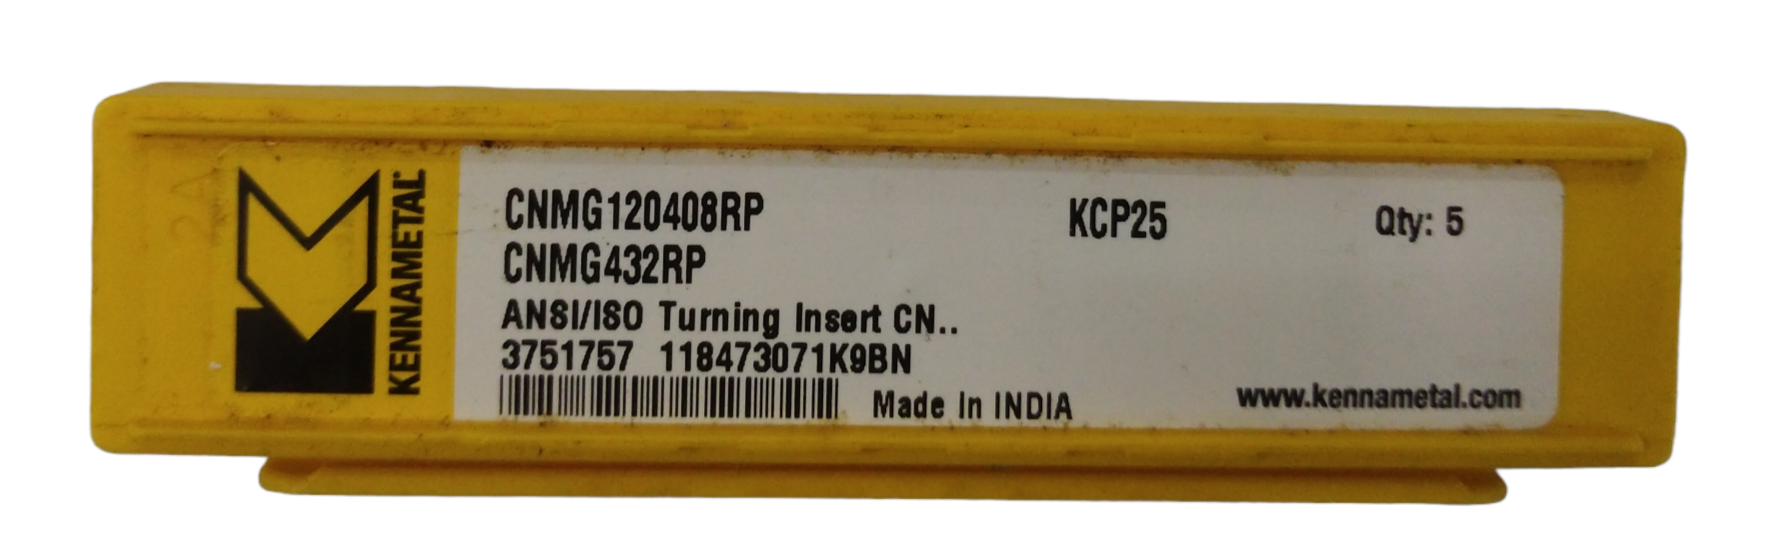 KENNAMETAL
CNMG120408RP KCP25 Qty: 5
CNMG432RP
ANSI/ISO Turning Insert CN..
3751757 118473071K9BN
Made In INDIA www.kennametal.com
2A